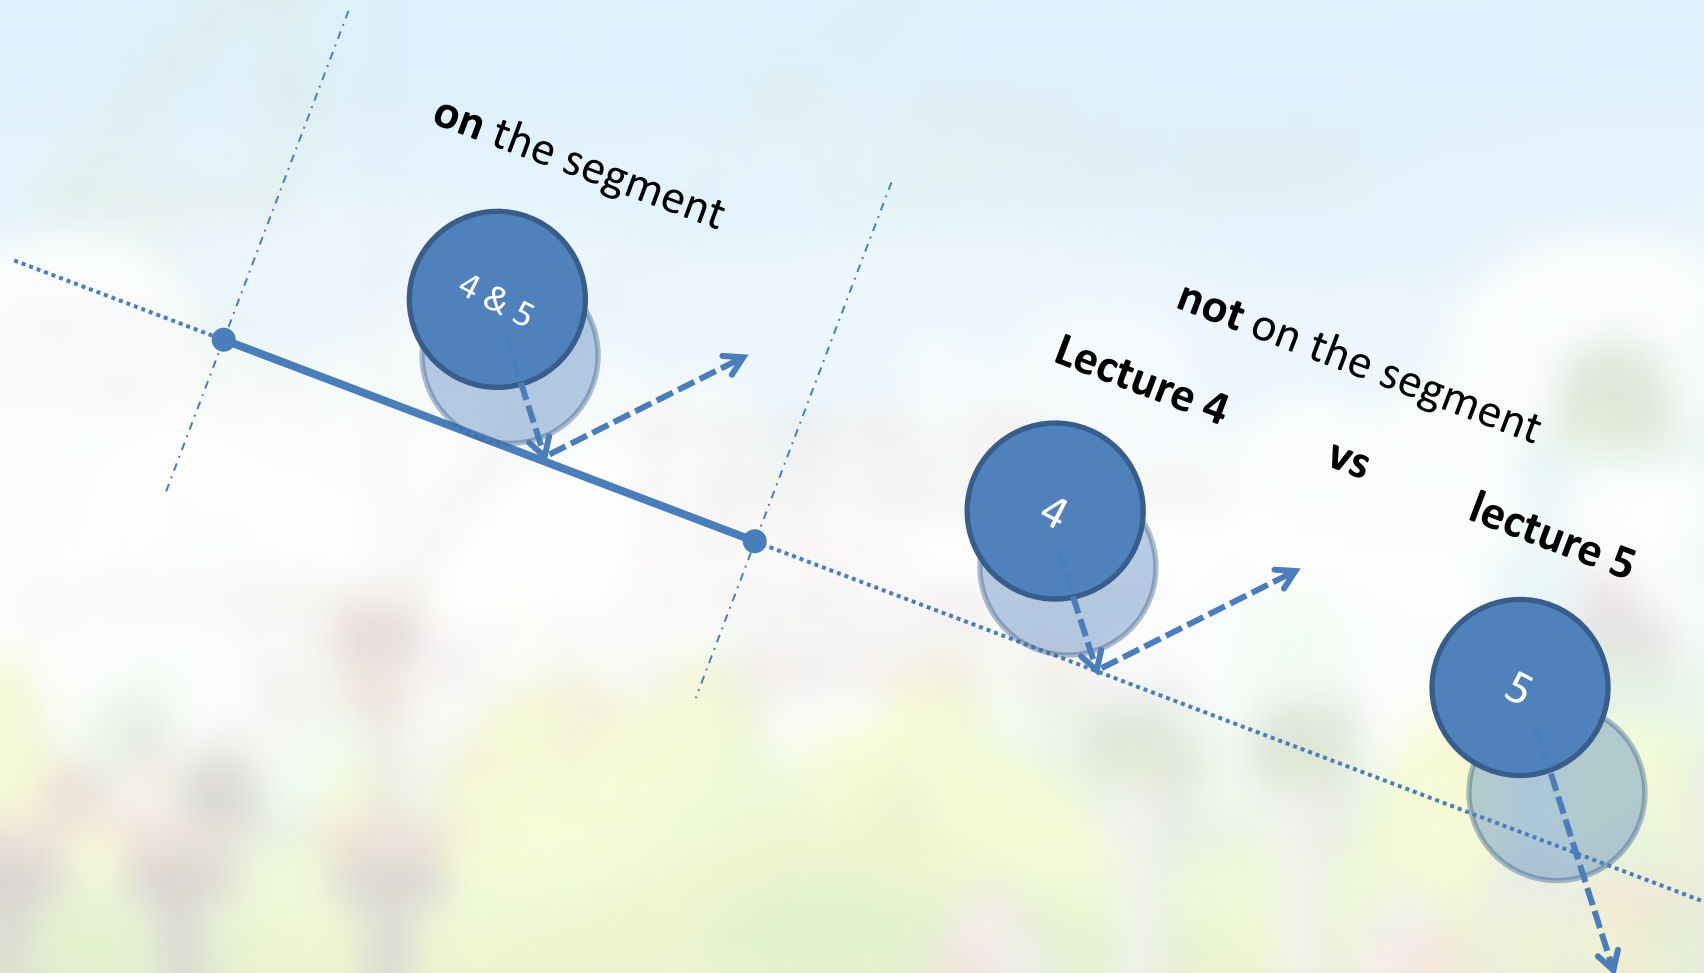 on the segment
4 & 5
not on the segment
Lecture 4
vs
lecture 5
4
5